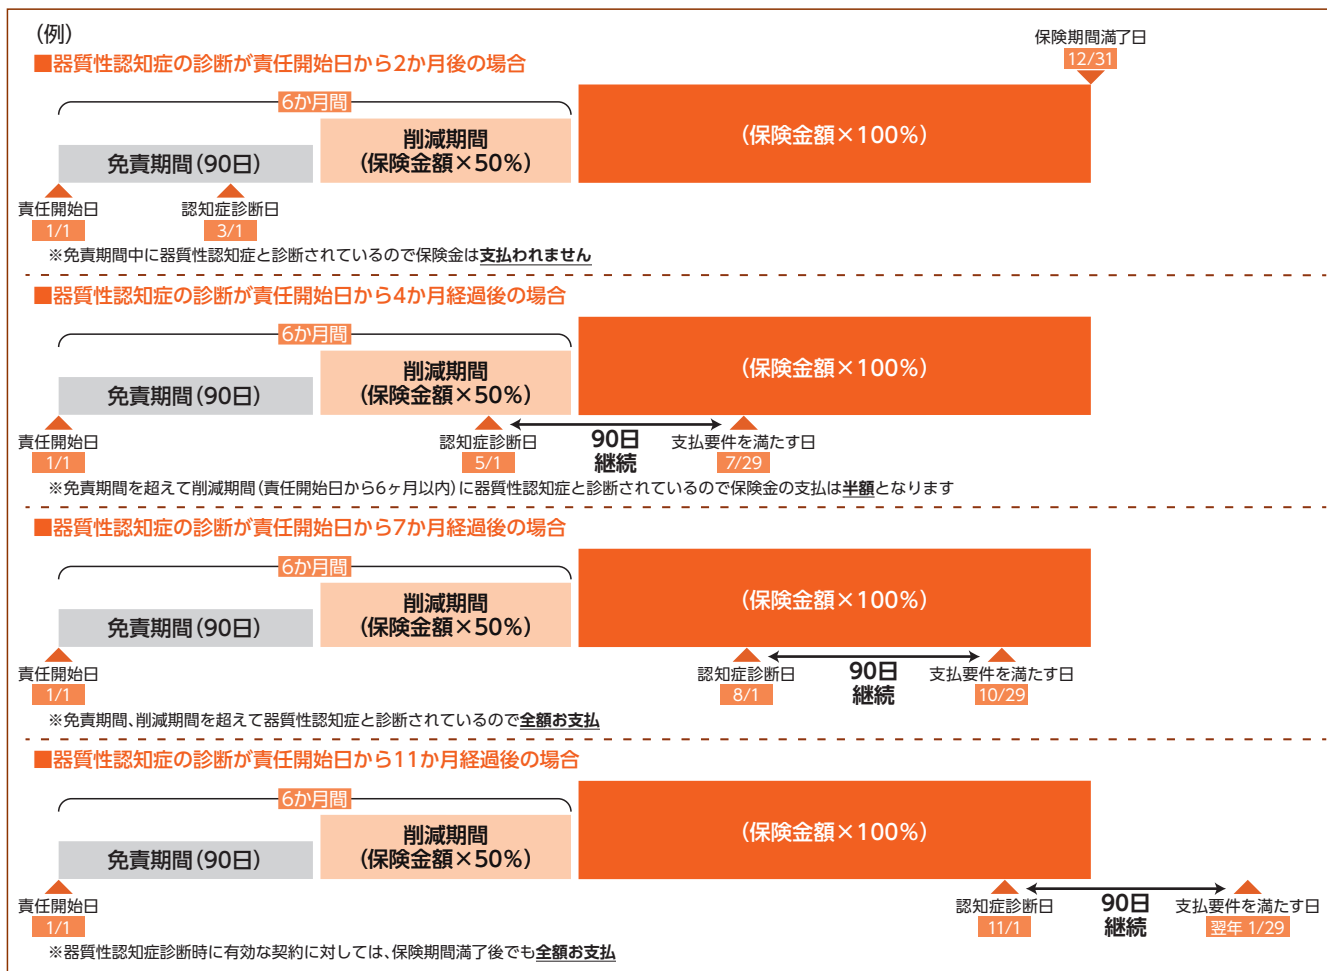 (例)
■器質性認知症の診断が責任開始日から2か月後の場合
保険期間満了日
12/31
6か月間
免責期間(90日)
削減期間
(保険金額×50%)
(保険金額×100%)
責任開始日
1/1
認知症診断日
3/1
※免責期間中に器質性認知症と診断されているので保険金は支払われません
■器質性認知症の診断が責任開始日から4か月経過後の場合
6か月間
免責期間(90日)
削減期間
(保険金額×50%)
(保険金額×100%)
責任開始日
1/1
認知症診断日
5/1
90日
継続
支払要件を満たす日
7/29
※免責期間を超えて削減期間(責任開始日から6ヶ月以内)に器質性認知症と診断されているので保険金の支払は半額となります
■器質性認知症の診断が責任開始日から7か月経過後の場合
6か月間
免責期間(90日)
削減期間
(保険金額×50%)
(保険金額×100%)
責任開始日
1/1
認知症診断日
8/1
90日
継続
支払要件を満たす日
10/29
※免責期間、削減期間を超えて器質性認知症と診断されているので全額お支払
■器質性認知症の診断が責任開始日から11か月経過後の場合
6か月間
免責期間(90日)
削減期間
(保険金額×50%)
(保険金額×100%)
責任開始日
1/1
認知症診断日
11/1
90日
継続
支払要件を満たす日
翌年 1/29
※器質性認知症診断時に有効な契約に対しては、保険期間満了後でも全額お支払